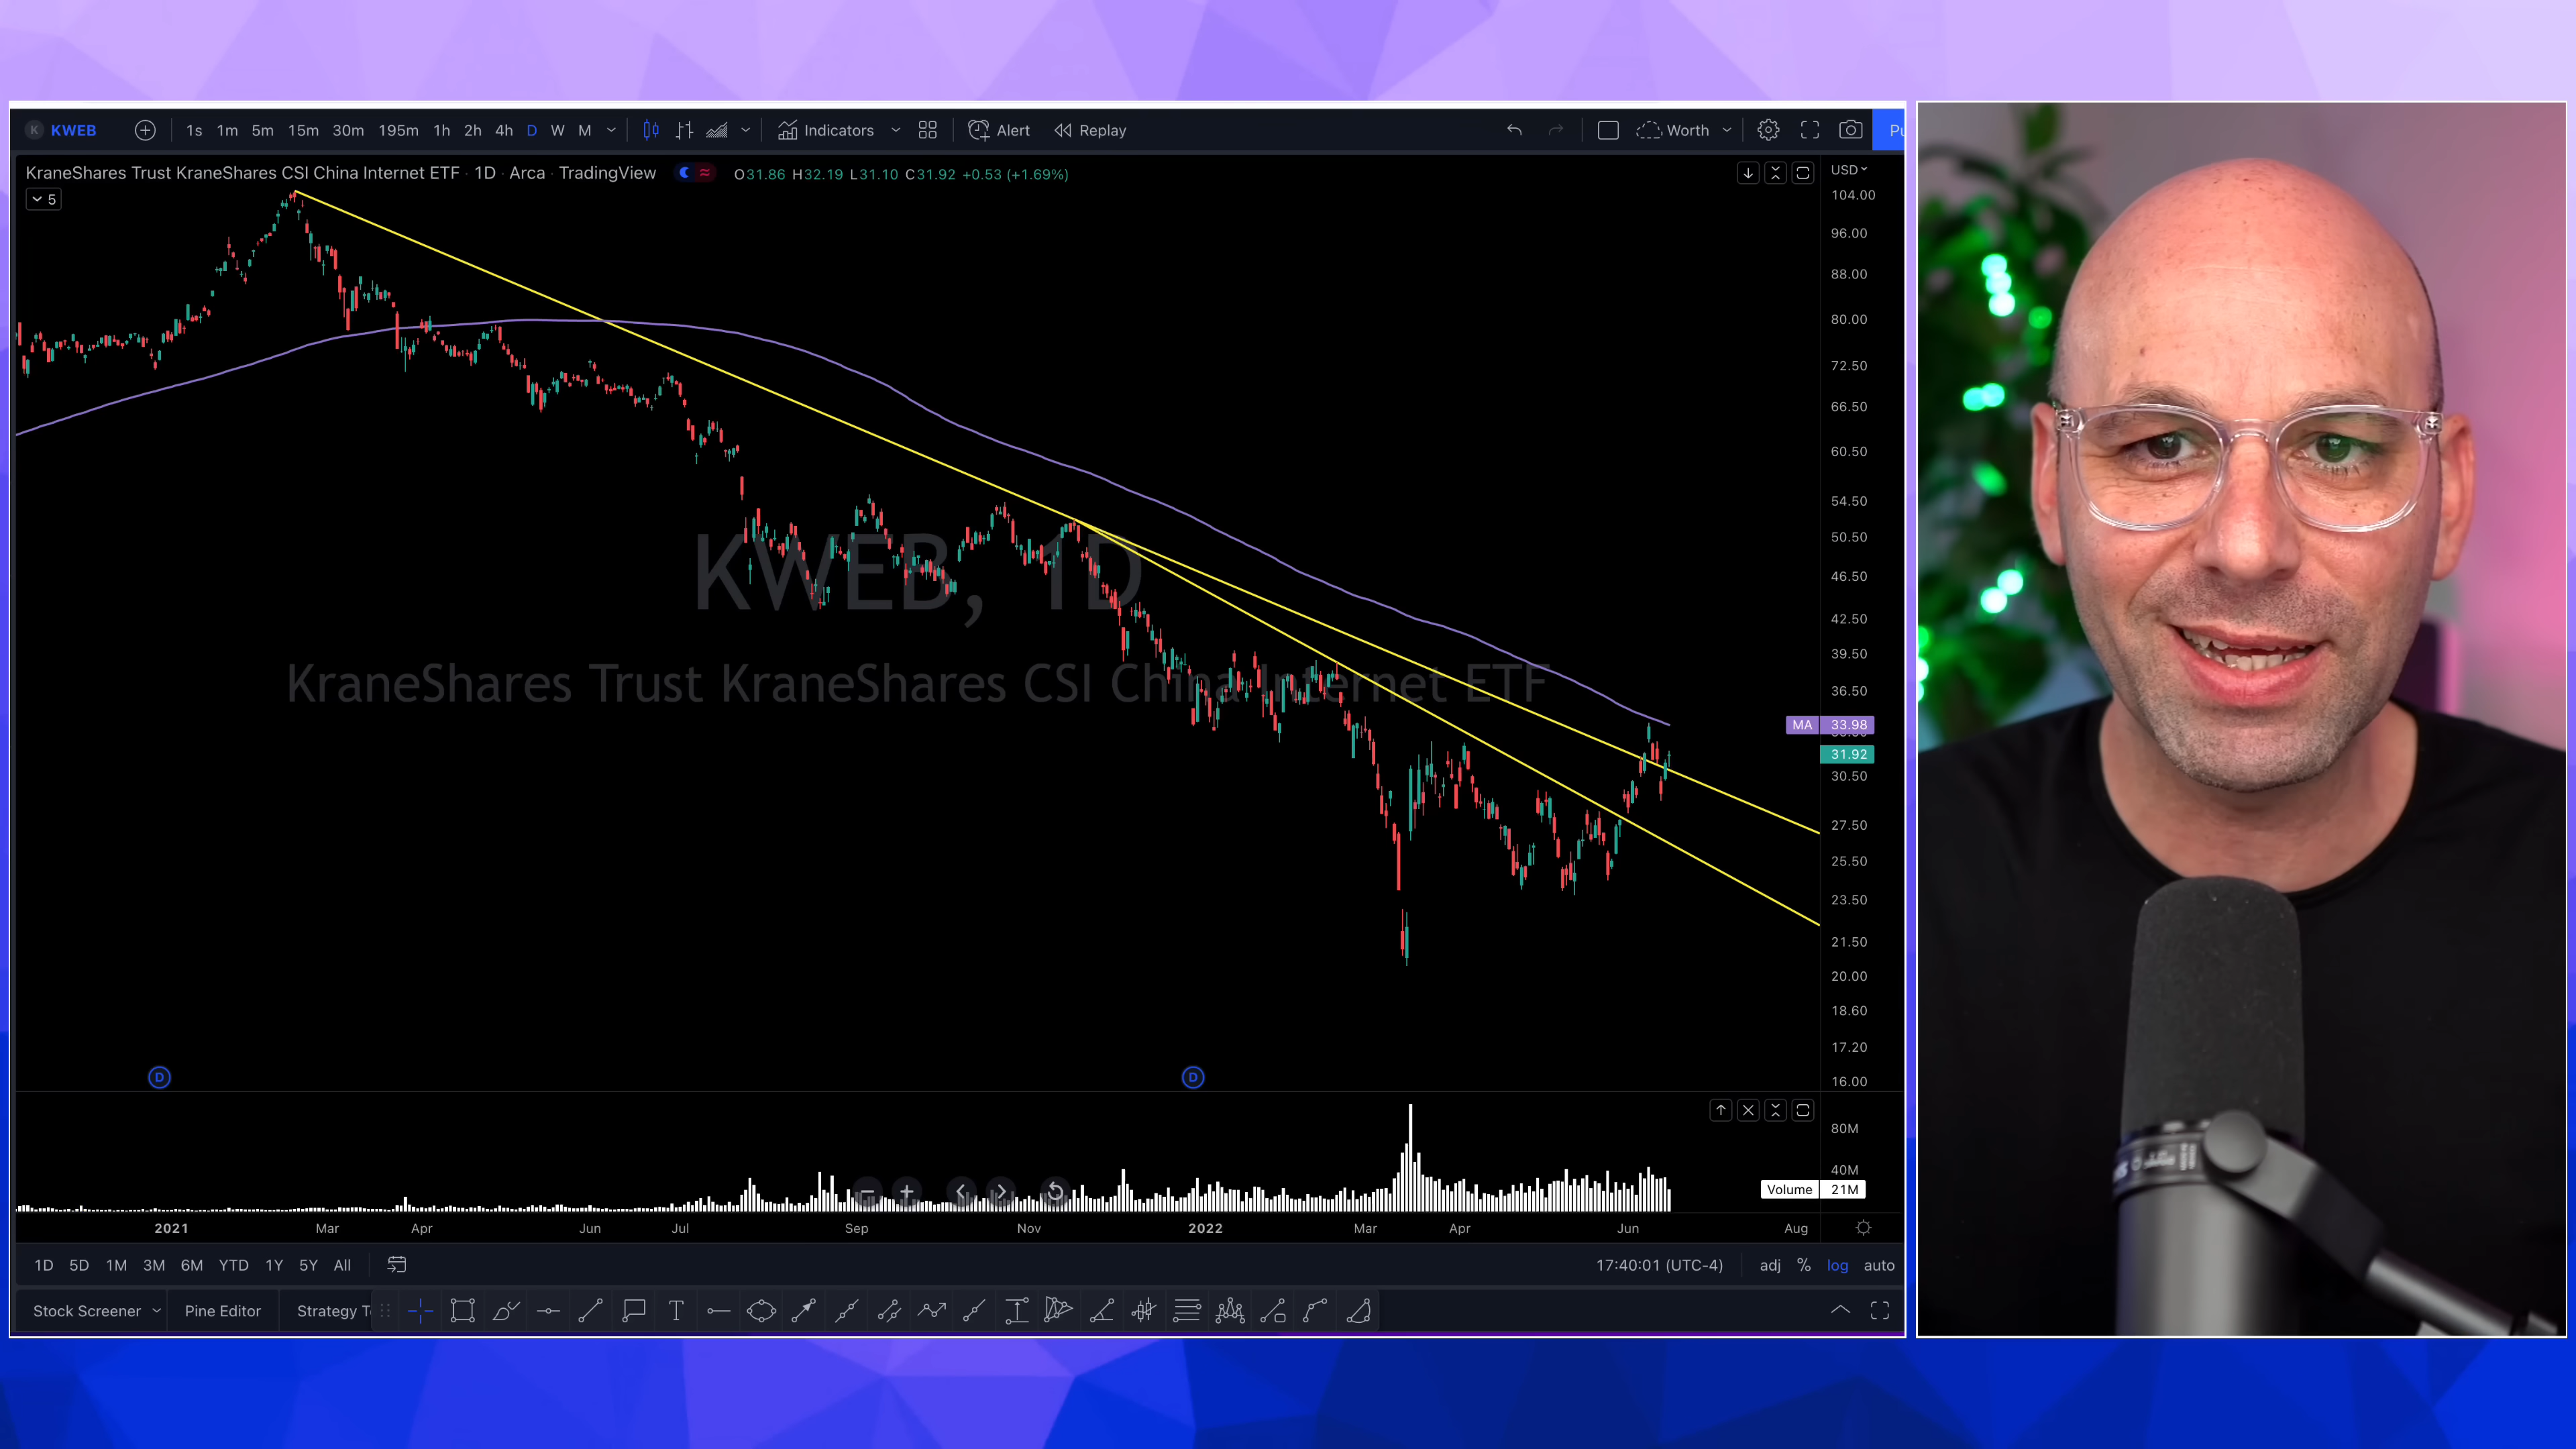 K KWEB 1s 1m 5m 15m 30m 195m 1h 2h 4h D W M Indicators Alert Replay Worth Pu
KraneShares Trust KraneShares CSI China Internet ETF · 1D · Arca · TradingView O31.86 H32.19 L31.10 C31.92 +0.53 (+1.69%) USD
5
104.00
96.00
88.00
80.00
72.50
66.50
60.50
54.50
50.50
46.50
42.50
39.50
36.50
KWEB, 1D
KraneShares Trust KraneShares CSI China Internet ETF
MA 33.98
31.92
30.50
27.50
25.50
23.50
21.50
20.00
18.60
17.20
16.00
D D
80M
40M
Volume 21M
2021 Mar Apr Jun Jul Sep Nov 2022 Mar Apr Jun Aug
1D 5D 1M 3M 6M YTD 1Y 5Y All 17:40:01 (UTC-4) adj % log auto
Stock Screener Pine Editor Strategy T T